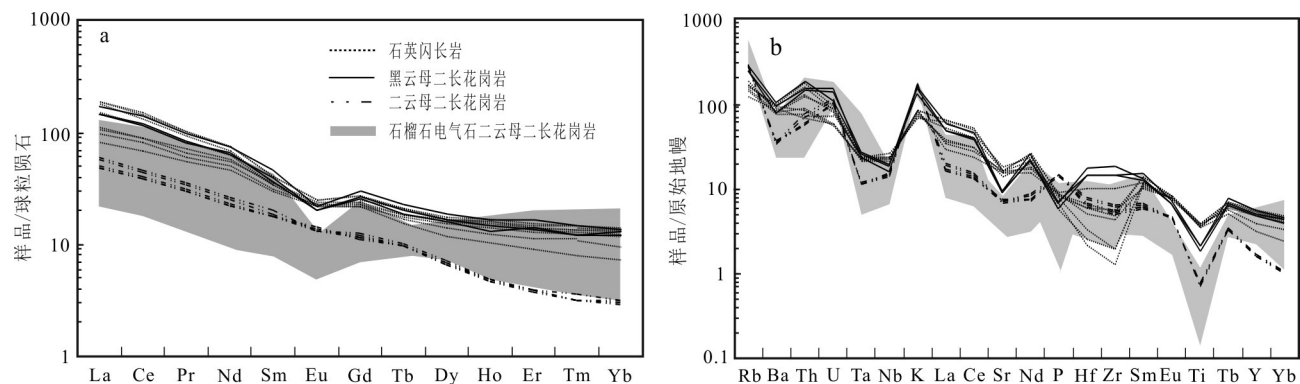 a
1000
100
10
1
样品/球粒陨石
石英闪长岩
黑云母二长花岗岩
二云母二长花岗岩
石榴石电气石二云母二长花岗岩
La Ce Pr Nd Sm Eu Gd Tb Dy Ho Er Tm Yb
b
1000
100
10
1
0.1
样品/原始地幔
Rb Ba Th U Ta Nb K La Ce Sr Nd P Hf Zr Sm Eu Ti Tb Y Yb